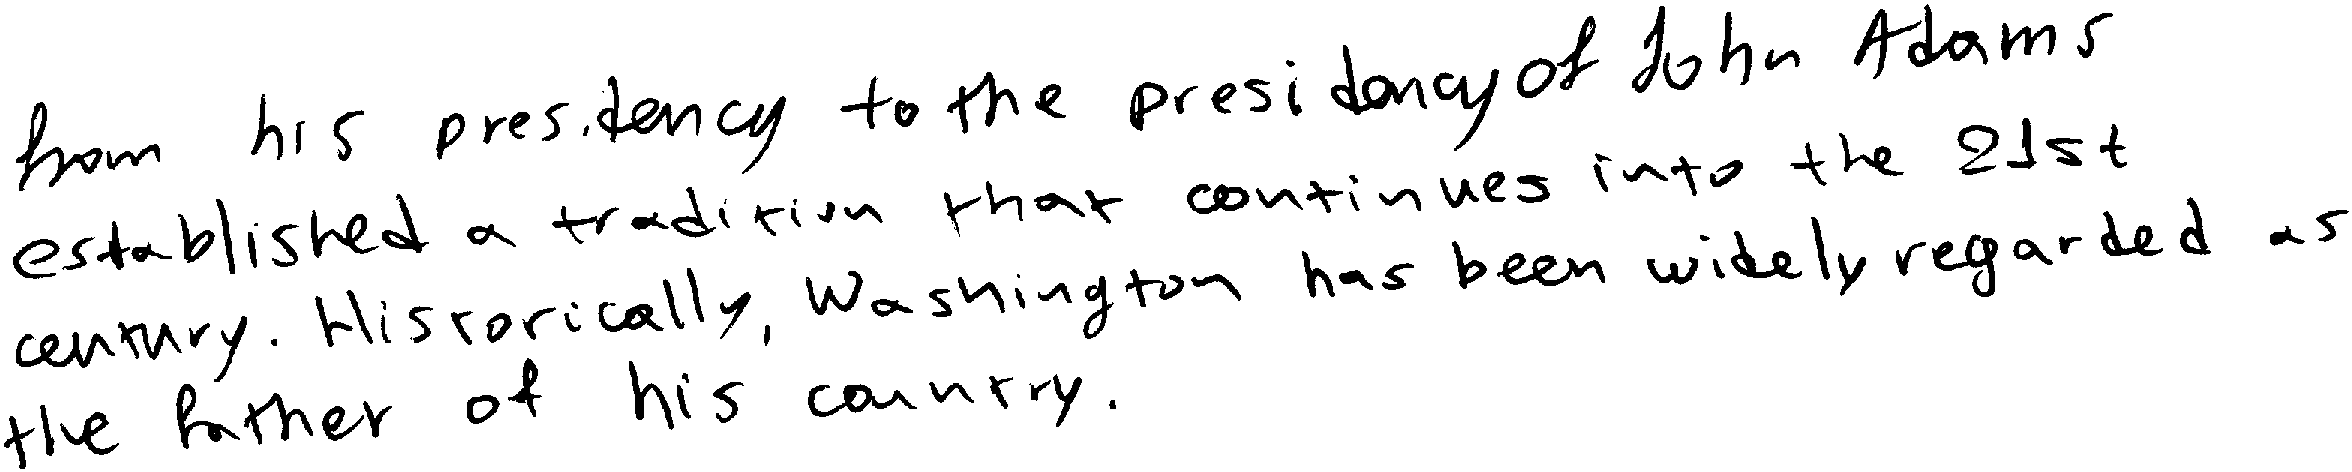 from his presidency to the presidency of John Adams
established a tradition that continues into the 21st
century. Historically, Washington has been widely regarded as
the father of his country.